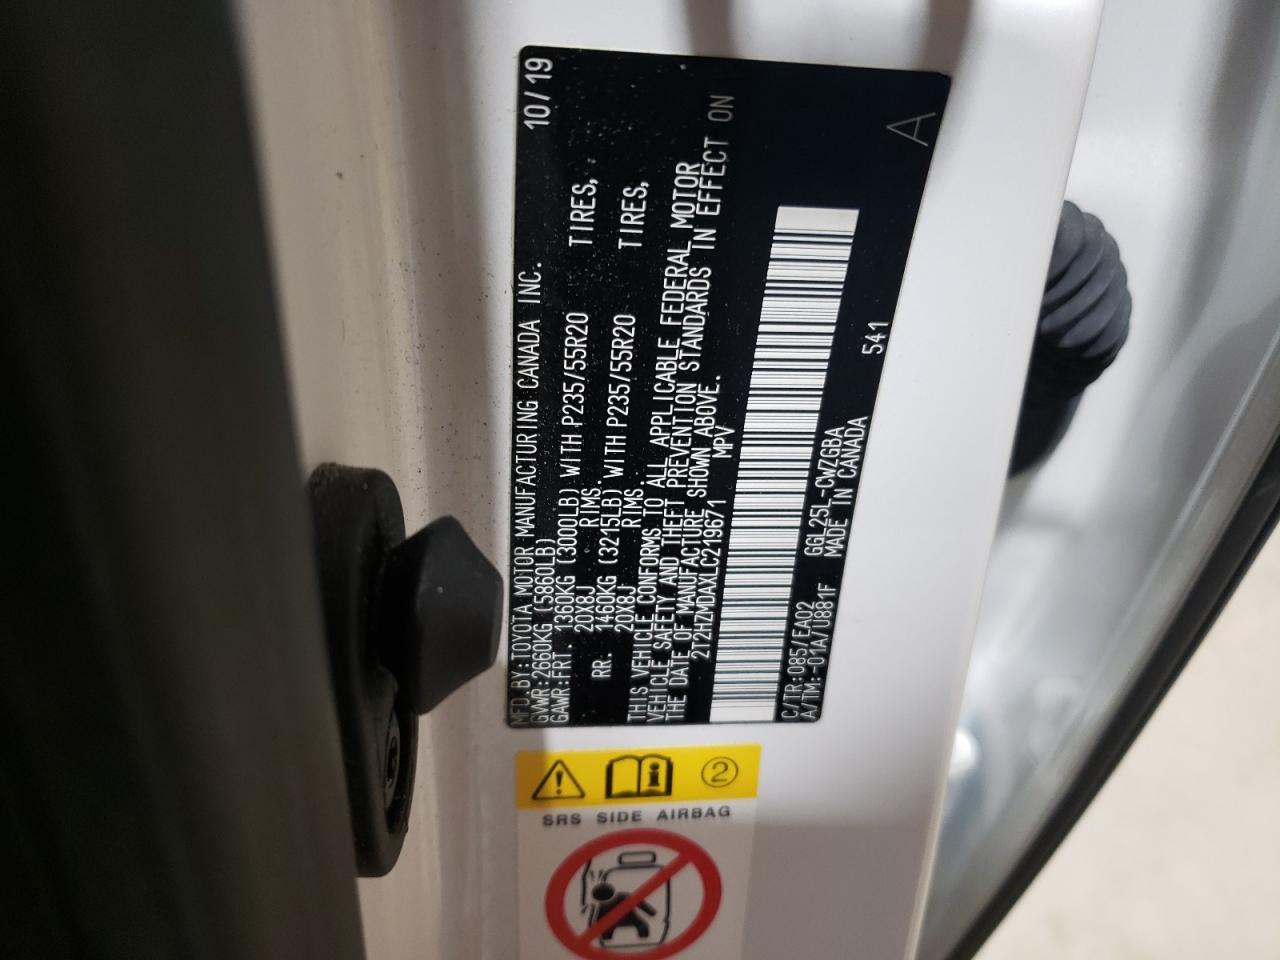 MFD.BY:TOYOTA MOTOR MANUFACTURING CANADA INC. 10/19
GVWR:2660KG (5860LB)
GAWR:FRT. 1360KG (3000LB) WITH P235/55R20 TIRES,
20X8J RIMS.
RR. 1460KG (3215LB) WITH P235/55R20 TIRES,
20X8J RIMS.
THIS VEHICLE CONFORMS TO ALL APPLICABLE FEDERAL MOTOR
VEHICLE SAFETY AND THEFT PREVENTION STANDARDS IN EFFECT ON
THE DATE OF MANUFACTURE SHOWN ABOVE.
2T2HZMDAXLC219671 MPV
C/TR:085/EA02 GGL25L-CWZGBA 541
A/TM:-01A/U881F MADE IN CANADA
A
2
SRS SIDE AIRBAG